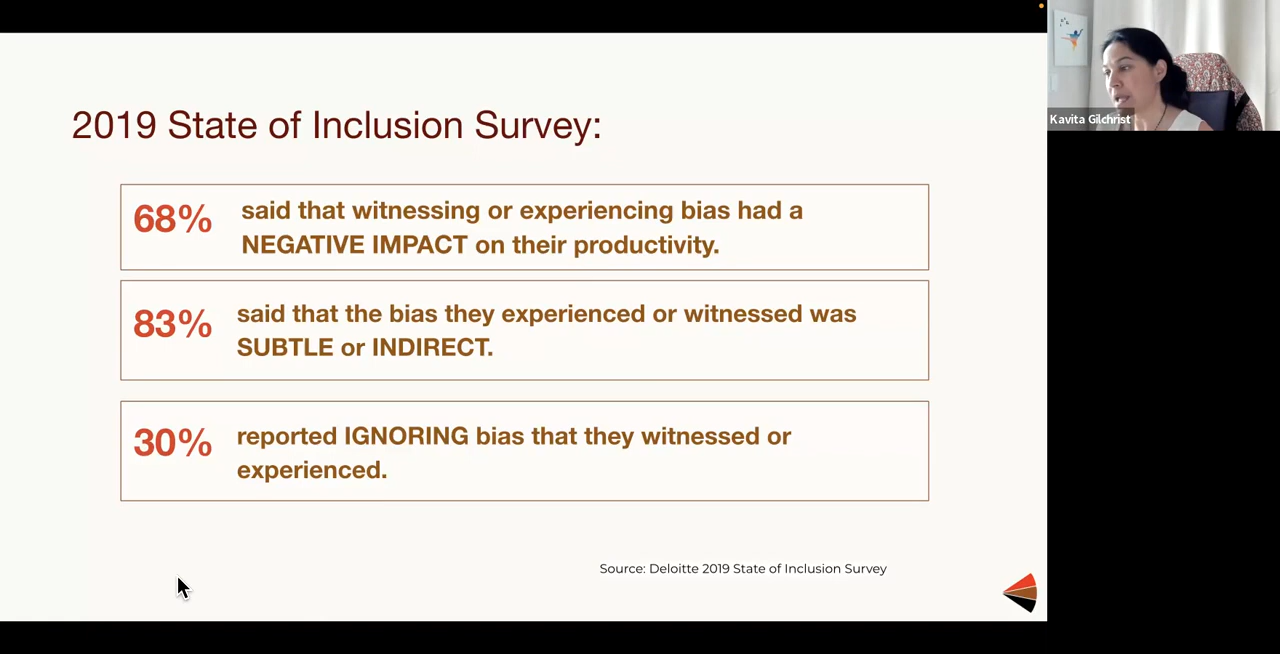 2019 State of Inclusion Survey:
68% said that witnessing or experiencing bias had a
NEGATIVE IMPACT on their productivity.
83% said that the bias they experienced or witnessed was
SUBTLE or INDIRECT.
30% reported IGNORING bias that they witnessed or
experienced.
Source: Deloitte 2019 State of Inclusion Survey
Kavita Gilchrist